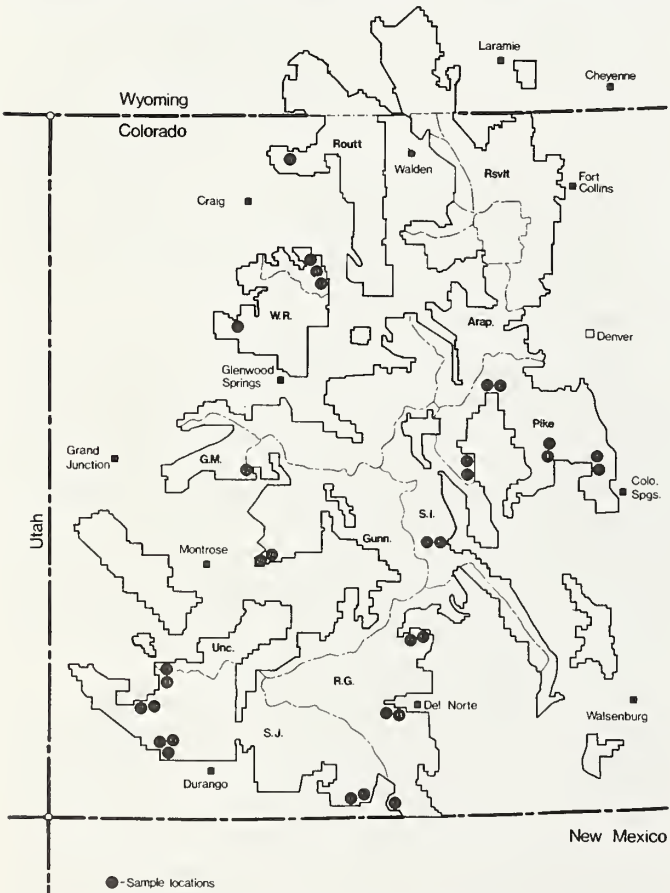 Laramie
Cheyenne
Wyoming
Colorado
Routt
Walden
Rsvlt
Fort
Collins
Craig
W.R.
Arap.
Denver
Glenwood
Springs
Pike
Grand
Junction
G.M.
Colo.
Spgs.
S.I.
Utah
Gunn.
Montrose
Unc.
R.G.
Del Norte
Walsenburg
S.J.
Durango
New Mexico
-Sample locations